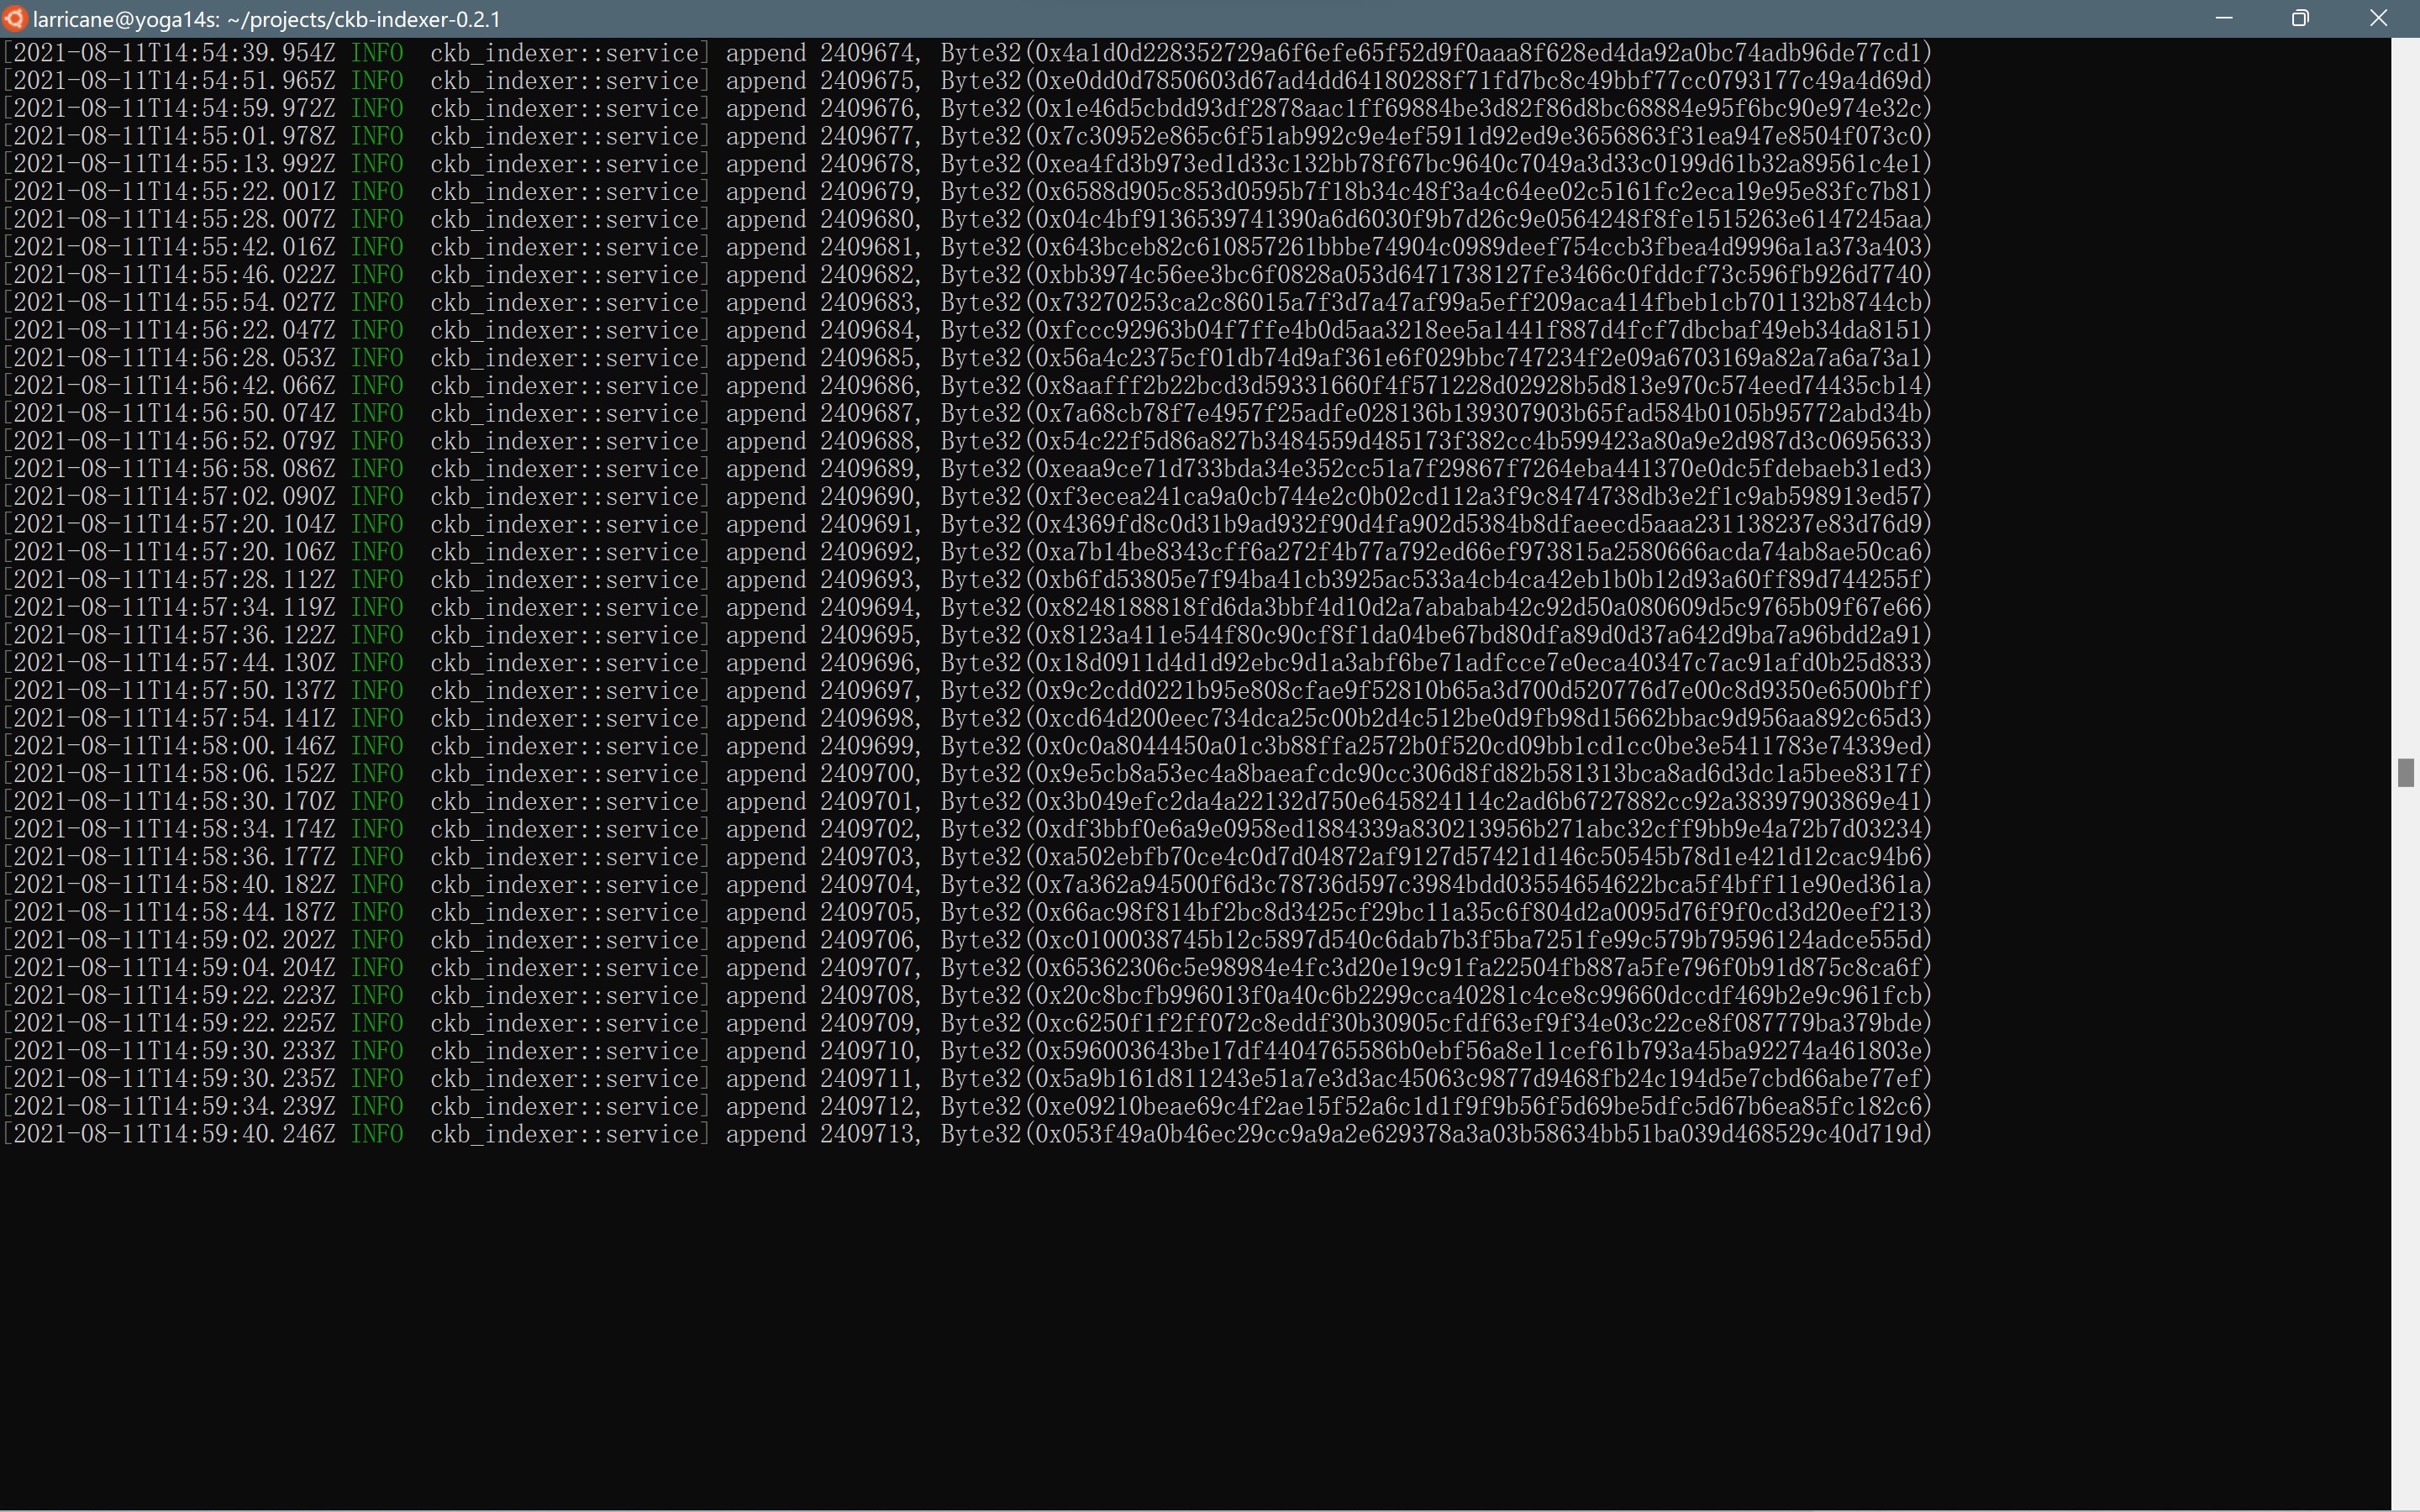 larricane@yoga14s: ~/projects/ckb-indexer-0.2.1
[2021-08-11T14:54:39.954Z INFO  ckb_indexer::service] append 2409674, Byte32(0x4a1d0d228352729a6f6efe65f52d9f0aaa8f628ed4da92a0bc74adb96de77cd1)
[2021-08-11T14:54:51.965Z INFO  ckb_indexer::service] append 2409675, Byte32(0xe0dd0d7850603d67ad4dd64180288f71fd7bc8c49bbf77cc0793177c49a4d69d)
[2021-08-11T14:54:59.972Z INFO  ckb_indexer::service] append 2409676, Byte32(0x1e46d5cbdd93df2878aac1ff69884be3d82f86d8bc68884e95f6bc90e974e32c)
[2021-08-11T14:55:01.978Z INFO  ckb_indexer::service] append 2409677, Byte32(0x7c30952e865c6f51ab992c9e4ef5911d92ed9e3656863f31ea947e8504f073c0)
[2021-08-11T14:55:13.992Z INFO  ckb_indexer::service] append 2409678, Byte32(0xea4fd3b973ed1d33c132bb78f67bc9640c7049a3d33c0199d61b32a89561c4e1)
[2021-08-11T14:55:22.001Z INFO  ckb_indexer::service] append 2409679, Byte32(0x6588d905c853d0595b7f18b34c48f3a4c64ee02c5161fc2eca19e95e83fc7b81)
[2021-08-11T14:55:28.007Z INFO  ckb_indexer::service] append 2409680, Byte32(0x04c4bf9136539741390a6d6030f9b7d26c9e0564248f8fe1515263e6147245aa)
[2021-08-11T14:55:42.016Z INFO  ckb_indexer::service] append 2409681, Byte32(0x643bceb82c610857261bbbe74904c0989deef754ccb3fbea4d9996a1a373a403)
[2021-08-11T14:55:46.022Z INFO  ckb_indexer::service] append 2409682, Byte32(0xbb3974c56ee3bc6f0828a053d6471738127fe3466c0fddcf73c596fb926d7740)
[2021-08-11T14:55:54.027Z INFO  ckb_indexer::service] append 2409683, Byte32(0x73270253ca2c86015a7f3d7a47af99a5eff209aca414fbeb1cb701132b8744cb)
[2021-08-11T14:56:22.047Z INFO  ckb_indexer::service] append 2409684, Byte32(0xfccc92963b04f7ffe4b0d5aa3218ee5a1441f887d4fcf7dbcbaf49eb34da8151)
[2021-08-11T14:56:28.053Z INFO  ckb_indexer::service] append 2409685, Byte32(0x56a4c2375cf01db74d9af361e6f029bbc747234f2e09a6703169a82a7a6a73a1)
[2021-08-11T14:56:42.066Z INFO  ckb_indexer::service] append 2409686, Byte32(0x8aafff2b22bcd3d59331660f4f571228d02928b5d813e970c574eed74435cb14)
[2021-08-11T14:56:50.074Z INFO  ckb_indexer::service] append 2409687, Byte32(0x7a68cb78f7e4957f25adfe028136b139307903b65fad584b0105b95772abd34b)
[2021-08-11T14:56:52.079Z INFO  ckb_indexer::service] append 2409688, Byte32(0x54c22f5d86a827b3484559d485173f382cc4b599423a80a9e2d987d3c0695633)
[2021-08-11T14:56:58.086Z INFO  ckb_indexer::service] append 2409689, Byte32(0xeaa9ce71d733bda34e352cc51a7f29867f7264eba441370e0dc5fdebaeb31ed3)
[2021-08-11T14:57:02.090Z INFO  ckb_indexer::service] append 2409690, Byte32(0xf3ecea241ca9a0cb744e2c0b02cd112a3f9c8474738db3e2f1c9ab598913ed57)
[2021-08-11T14:57:20.104Z INFO  ckb_indexer::service] append 2409691, Byte32(0x4369fd8c0d31b9ad932f90d4fa902d5384b8dfaeecd5aaa231138237e83d76d9)
[2021-08-11T14:57:20.106Z INFO  ckb_indexer::service] append 2409692, Byte32(0xa7b14be8343cff6a272f4b77a792ed66ef973815a2580666acda74ab8ae50ca6)
[2021-08-11T14:57:28.112Z INFO  ckb_indexer::service] append 2409693, Byte32(0xb6fd53805e7f94ba41cb3925ac533a4cb4ca42eb1b0b12d93a60ff89d744255f)
[2021-08-11T14:57:34.119Z INFO  ckb_indexer::service] append 2409694, Byte32(0x8248188818fd6da3bbf4d10d2a7ababab42c92d50a080609d5c9765b09f67e66)
[2021-08-11T14:57:36.122Z INFO  ckb_indexer::service] append 2409695, Byte32(0x8123a411e544f80c90cf8f1da04be67bd80dfa89d0d37a642d9ba7a96bdd2a91)
[2021-08-11T14:57:44.130Z INFO  ckb_indexer::service] append 2409696, Byte32(0x18d0911d4d1d92ebc9d1a3abf6be71adfcce7e0eca40347c7ac91afd0b25d833)
[2021-08-11T14:57:50.137Z INFO  ckb_indexer::service] append 2409697, Byte32(0x9c2cdd0221b95e808cfae9f52810b65a3d700d520776d7e00c8d9350e6500bff)
[2021-08-11T14:57:54.141Z INFO  ckb_indexer::service] append 2409698, Byte32(0xcd64d200eec734dca25c00b2d4c512be0d9fb98d15662bbac9d956aa892c65d3)
[2021-08-11T14:58:00.146Z INFO  ckb_indexer::service] append 2409699, Byte32(0x0c0a8044450a01c3b88ffa2572b0f520cd09bb1cd1cc0be3e5411783e74339ed)
[2021-08-11T14:58:06.152Z INFO  ckb_indexer::service] append 2409700, Byte32(0x9e5cb8a53ec4a8baeafcdc90cc306d8fd82b581313bca8ad6d3dc1a5bee8317f)
[2021-08-11T14:58:30.170Z INFO  ckb_indexer::service] append 2409701, Byte32(0x3b049efc2da4a22132d750e645824114c2ad6b6727882cc92a38397903869e41)
[2021-08-11T14:58:34.174Z INFO  ckb_indexer::service] append 2409702, Byte32(0xdf3bbf0e6a9e0958ed1884339a830213956b271abc32cff9bb9e4a72b7d03234)
[2021-08-11T14:58:36.177Z INFO  ckb_indexer::service] append 2409703, Byte32(0xa502ebfb70ce4c0d7d04872af9127d57421d146c50545b78d1e421d12cac94b6)
[2021-08-11T14:58:40.182Z INFO  ckb_indexer::service] append 2409704, Byte32(0x7a362a94500f6d3c78736d597c3984bdd03554654622bca5f4bff11e90ed361a)
[2021-08-11T14:58:44.187Z INFO  ckb_indexer::service] append 2409705, Byte32(0x66ac98f814bf2bc8d3425cf29bc11a35c6f804d2a0095d76f9f0cd3d20eef213)
[2021-08-11T14:59:02.202Z INFO  ckb_indexer::service] append 2409706, Byte32(0xc0100038745b12c5897d540c6dab7b3f5ba7251fe99c579b79596124adce555d)
[2021-08-11T14:59:04.204Z INFO  ckb_indexer::service] append 2409707, Byte32(0x65362306c5e98984e4fc3d20e19c91fa22504fb887a5fe796f0b91d875c8ca6f)
[2021-08-11T14:59:22.223Z INFO  ckb_indexer::service] append 2409708, Byte32(0x20c8bcfb996013f0a40c6b2299cca40281c4ce8c99660dccdf469b2e9c961fcb)
[2021-08-11T14:59:22.225Z INFO  ckb_indexer::service] append 2409709, Byte32(0xc6250f1f2ff072c8eddf30b30905cfdf63ef9f34e03c22ce8f087779ba379bde)
[2021-08-11T14:59:30.233Z INFO  ckb_indexer::service] append 2409710, Byte32(0x596003643be17df4404765586b0ebf56a8e11cef61b793a45ba92274a461803e)
[2021-08-11T14:59:30.235Z INFO  ckb_indexer::service] append 2409711, Byte32(0x5a9b161d811243e51a7e3d3ac45063c9877d9468fb24c194d5e7cbd66abe77ef)
[2021-08-11T14:59:34.239Z INFO  ckb_indexer::service] append 2409712, Byte32(0xe09210beae69c4f2ae15f52a6c1d1f9f9b56f5d69be5dfc5d67b6ea85fc182c6)
[2021-08-11T14:59:40.246Z INFO  ckb_indexer::service] append 2409713, Byte32(0x053f49a0b46ec29cc9a9a2e629378a3a03b58634bb51ba039d468529c40d719d)